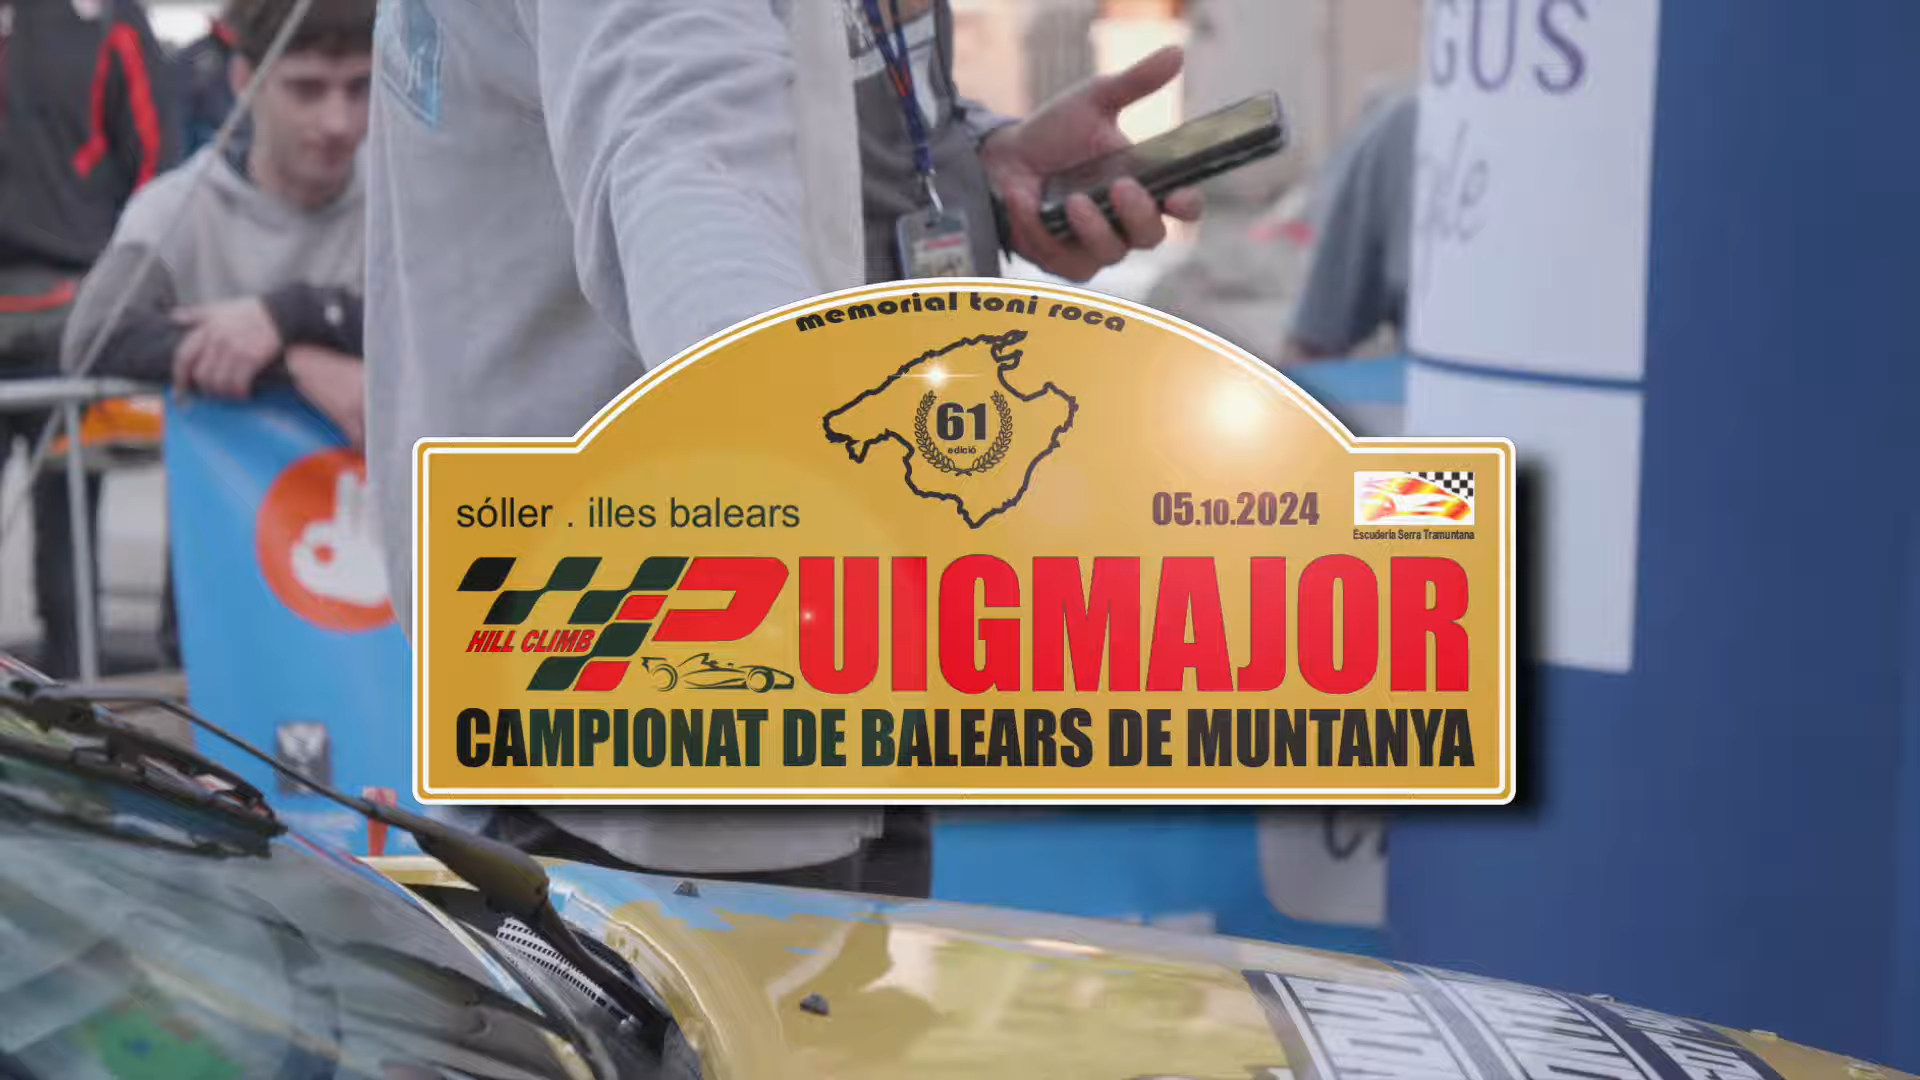 GUS
memorial toni roca
61
edició
sóller . illes balears
05.10.2024
Escuderia Serra Tramuntana
HILL CLIMB
PUIGMAJOR
CAMPIONAT DE BALEARS DE MUNTANYA